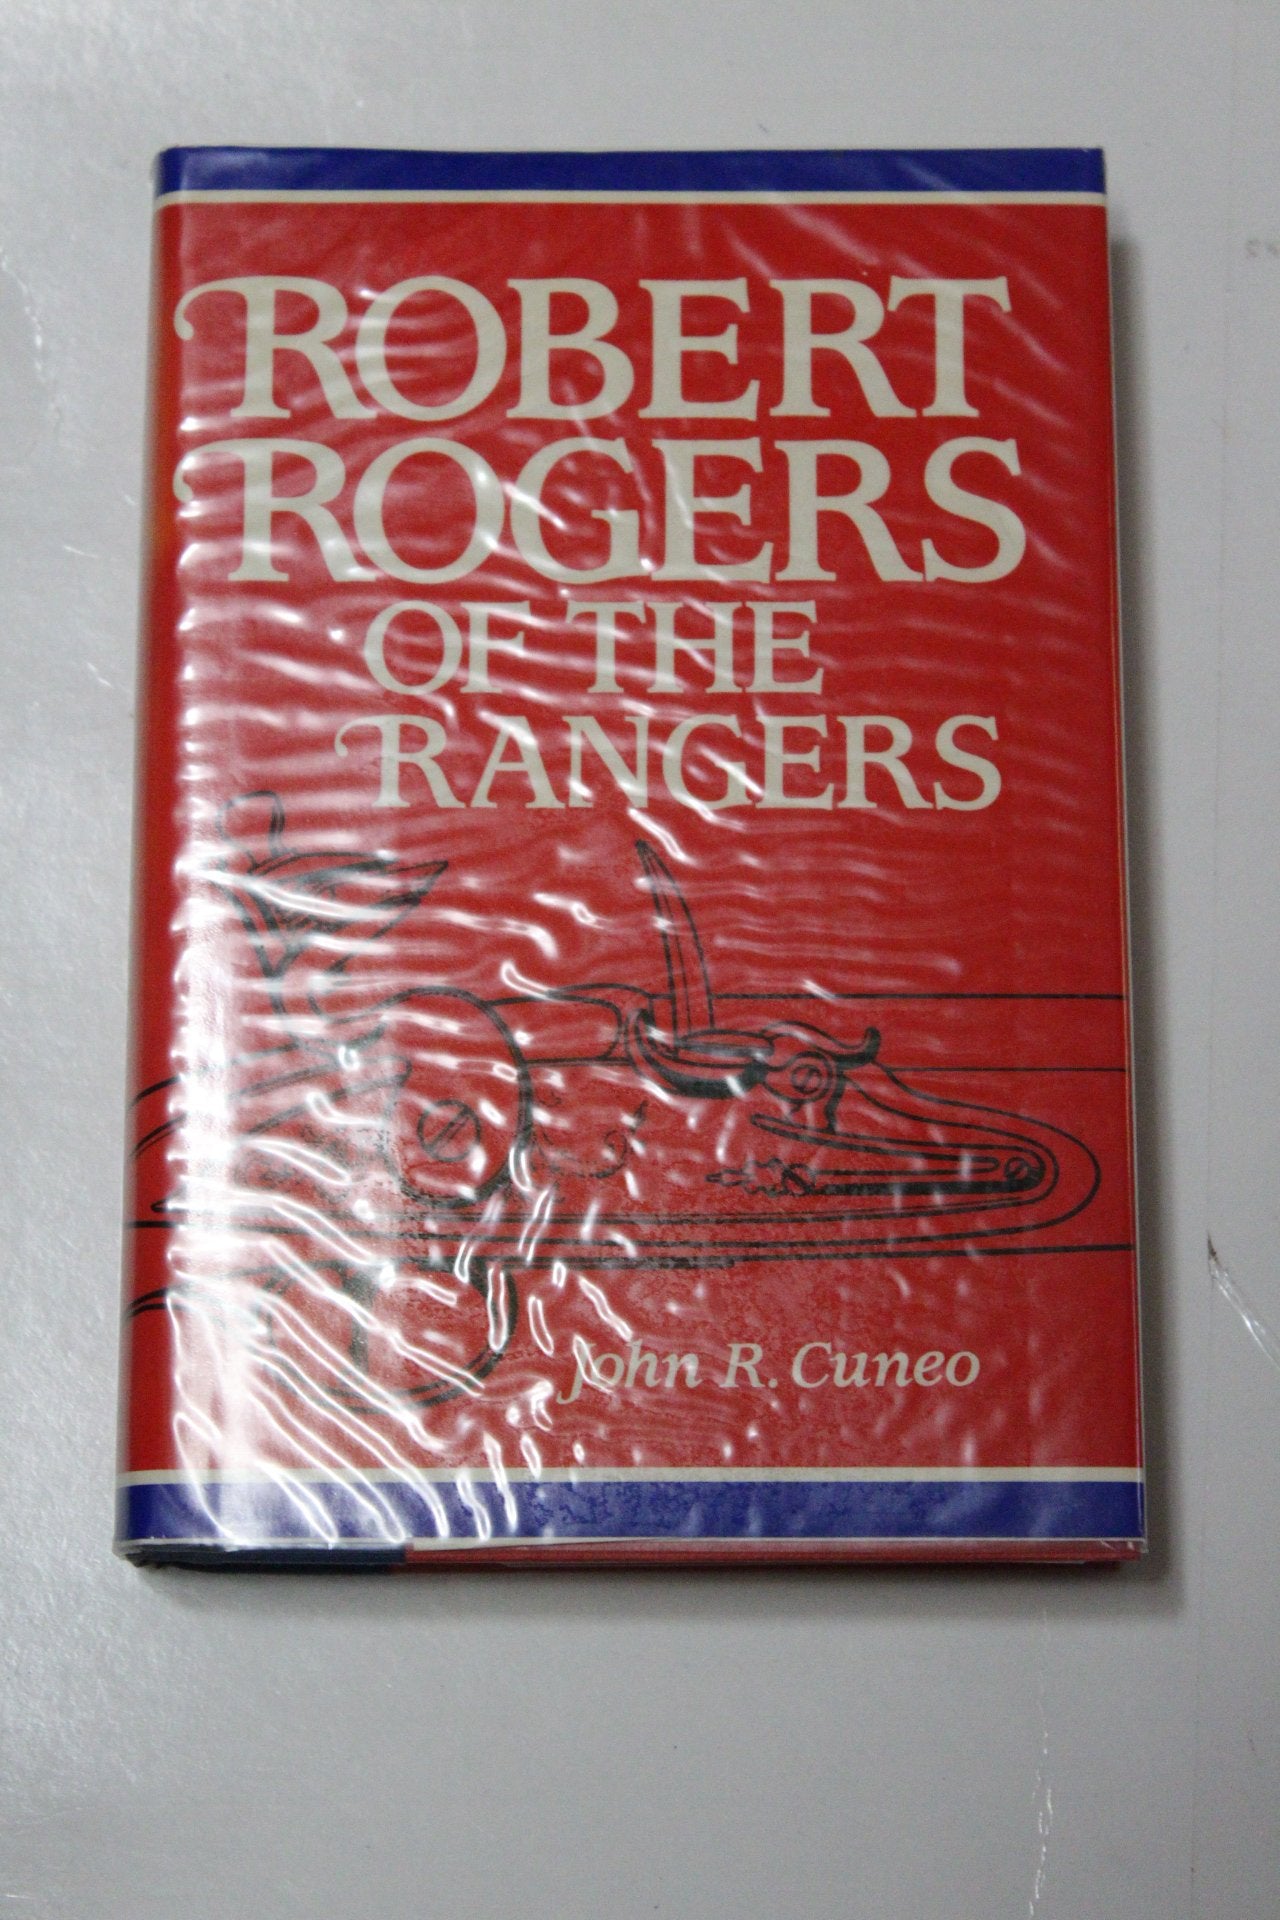 ROBERT
ROGERS
OF THE
RANGERS
John R. Cuneo